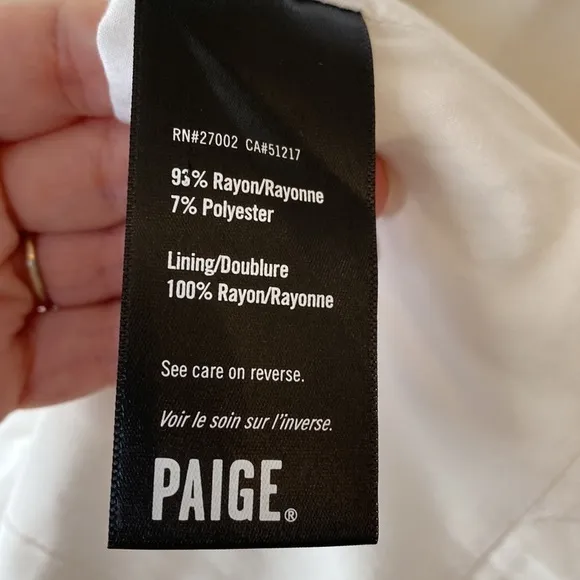 RN#27002 CA#51217
93% Rayon/Rayonne
7% Polyester
Lining/Doublure
100% Rayon/Rayonne
See care on reverse.
Voir le soin sur l'inverse.
PAIGE®